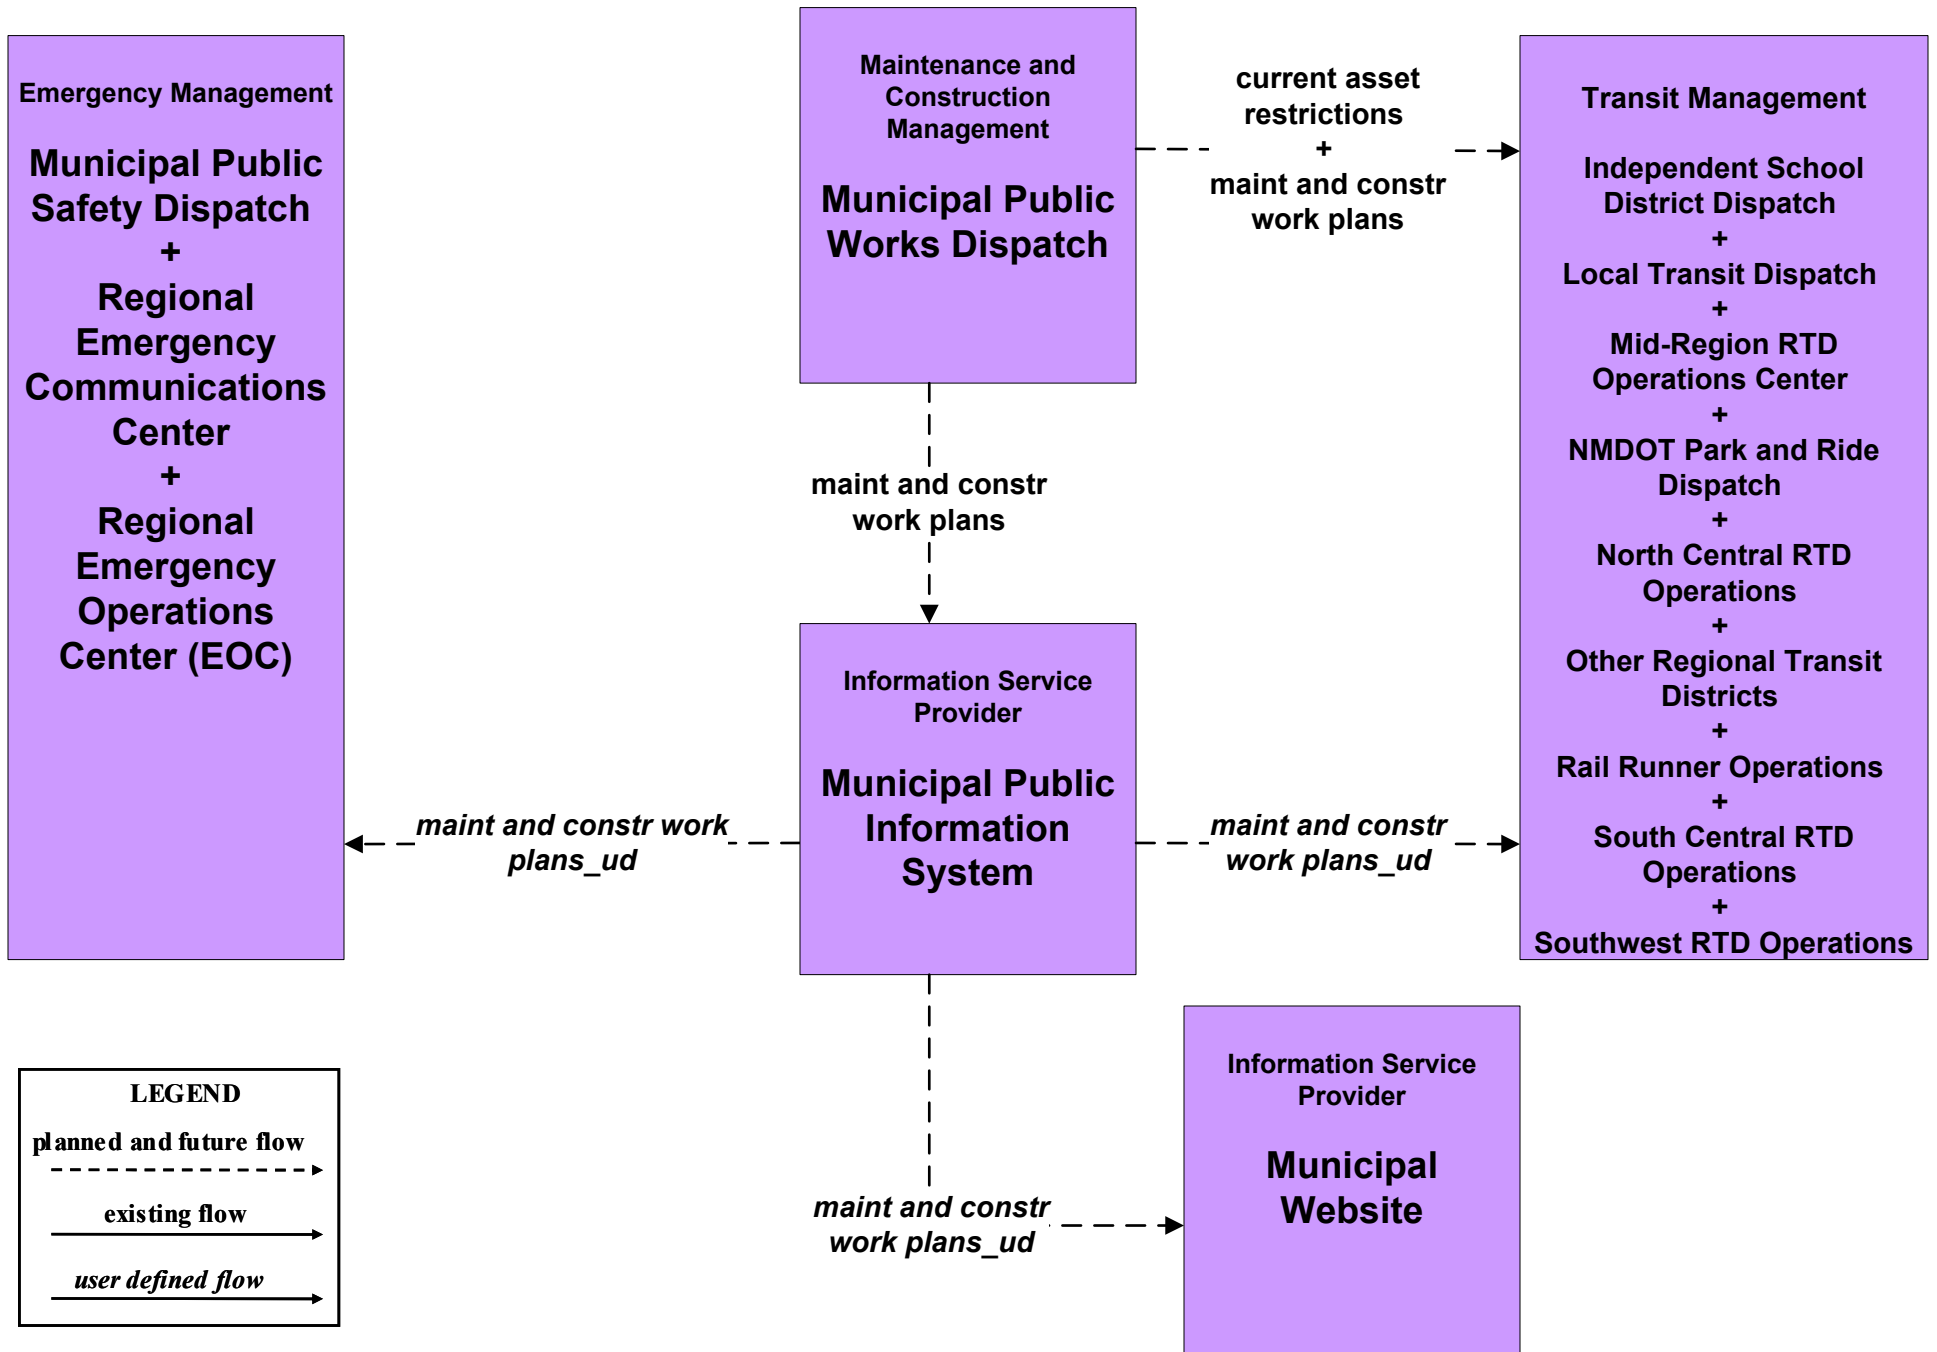 Emergency Management
Municipal Public
Safety Dispatch
+
Regional
Emergency
Communications
Center
+
Regional
Emergency
Operations
Center (EOC)
Maintenance and
Construction
Management
Municipal Public
Works Dispatch
current asset
restrictions
+
maint and constr
work plans
Transit Management
Independent School
District Dispatch
+
Local Transit Dispatch
+
Mid-Region RTD
Operations Center
+
NMDOT Park and Ride
Dispatch
+
North Central RTD
Operations
+
Other Regional Transit
Districts
+
Rail Runner Operations
+
South Central RTD
Operations
+
Southwest RTD Operations
maint and constr
work plans
Information Service
Provider
Municipal Public
Information
System
maint and constr work
plans_ud
maint and constr
work plans_ud
maint and constr
work plans_ud
Information Service
Provider
Municipal
Website
LEGEND
planned and future flow
existing flow
user defined flow